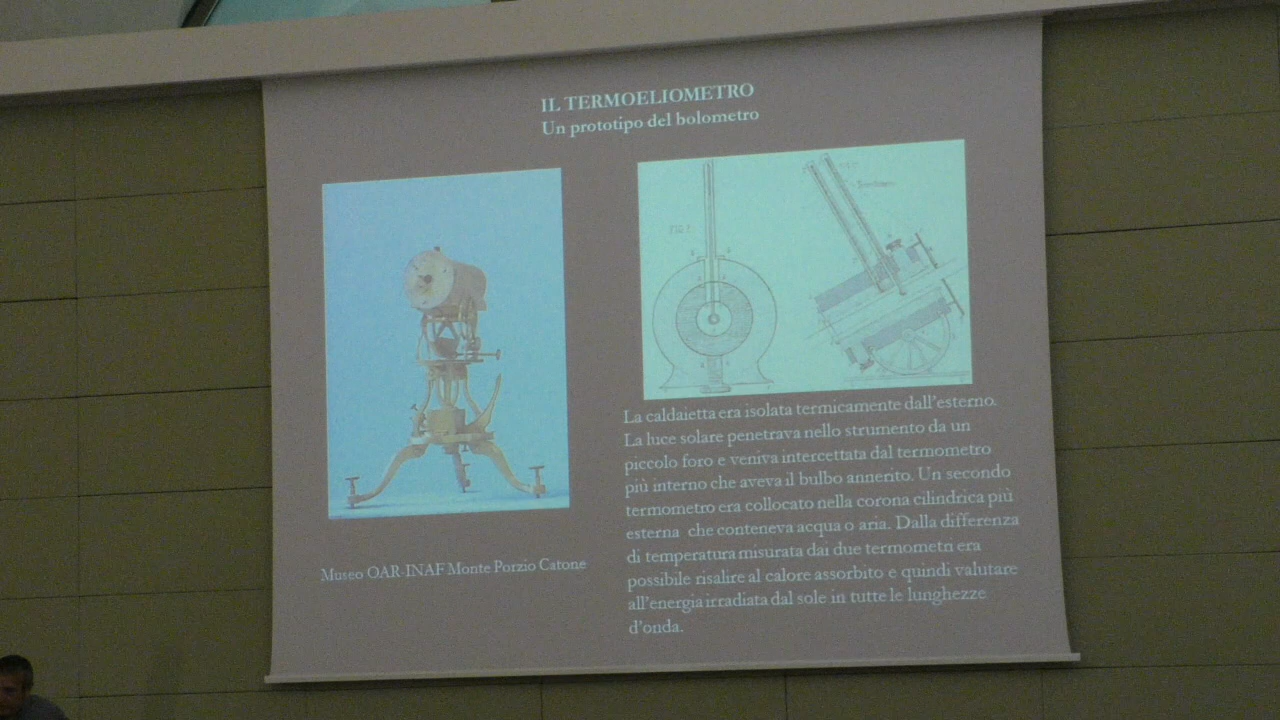 IL TERMOELIOMETRO
Un prototipo del bolometro
La caldaietta era isolata termicamente dall'esterno.
La luce solare penetrava nello strumento da un
piccolo foro e veniva intercettata dal termometro
più interno che aveva il bulbo annerito. Un secondo
termometro era collocato nella corona cilindrica più
esterna che conteneva acqua o aria. Dalla differenza
di temperatura misurata dai due termometri era
possibile risalire al calore assorbito e quindi valutare
all'energia irradiata dal sole in tutte le lunghezze
d'onda.
Museo OAR-INAF Monte Porzio Catone